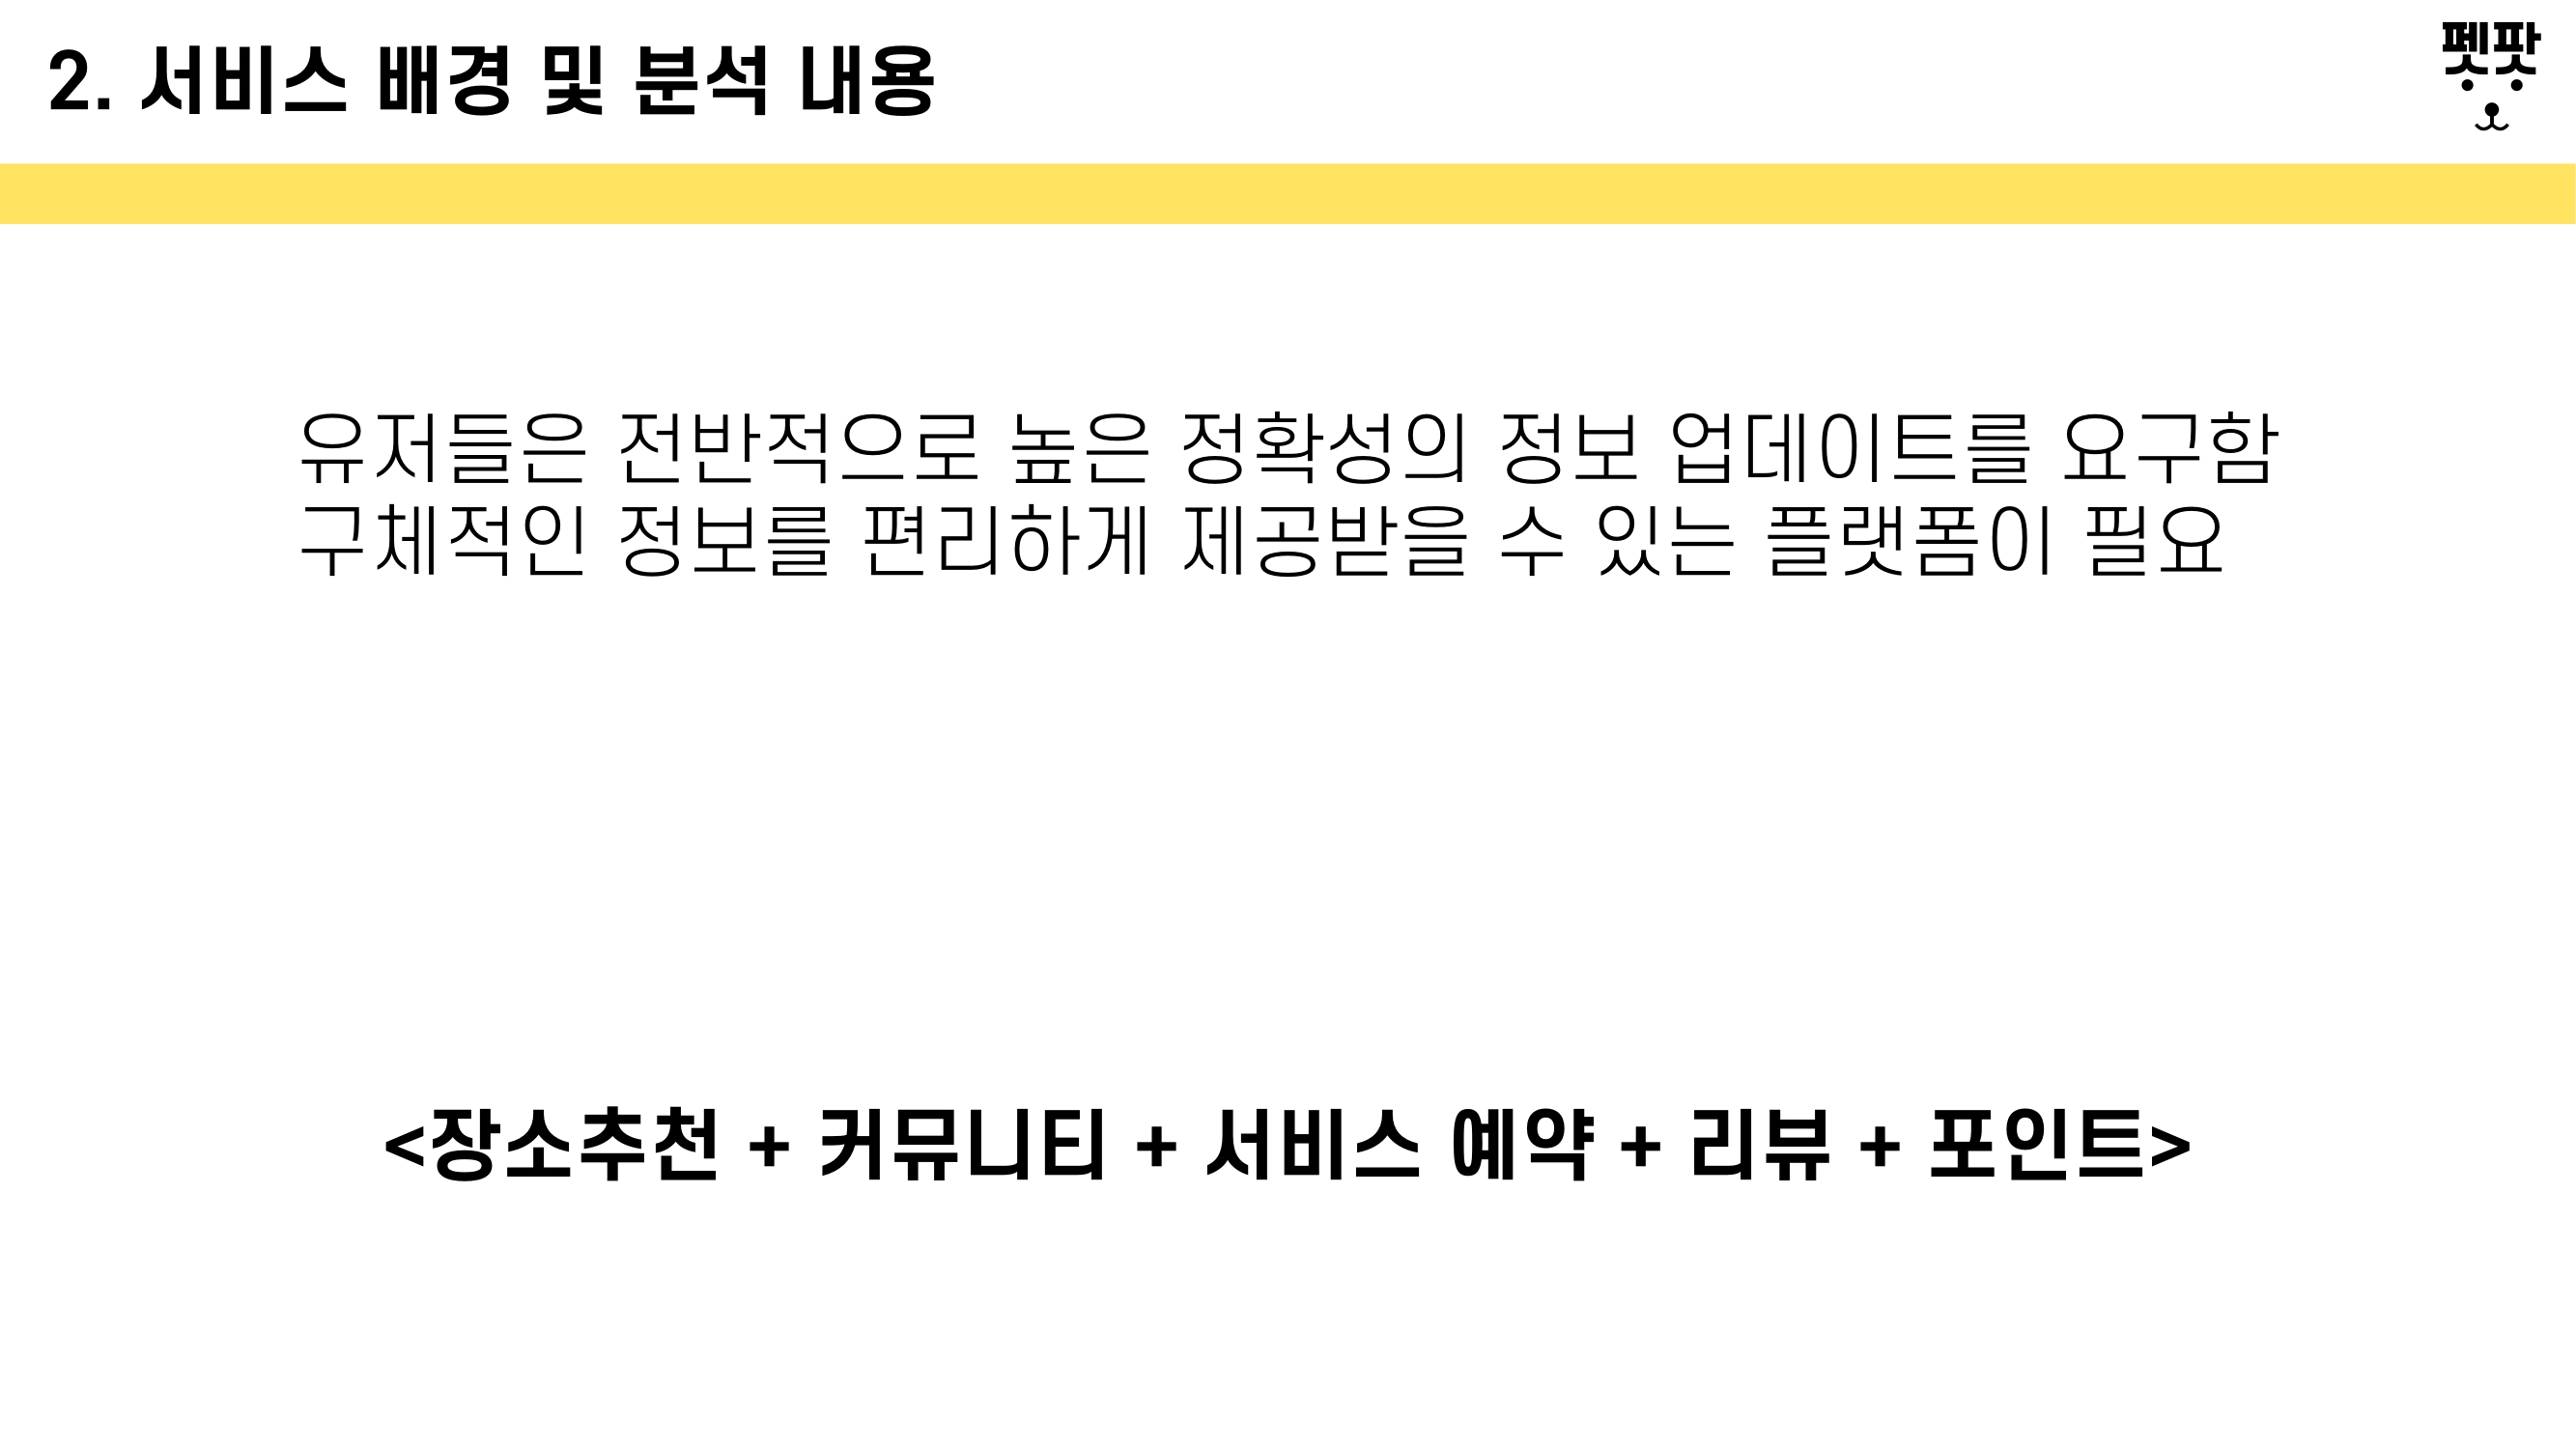 2. 서비스 배경 및 분석 내용
펫팟
유저들은 전반적으로 높은 정확성의 정보 업데이트를 요구함
구체적인 정보를 편리하게 제공받을 수 있는 플랫폼이 필요
<장소추천 + 커뮤니티 + 서비스 예약 + 리뷰 + 포인트>